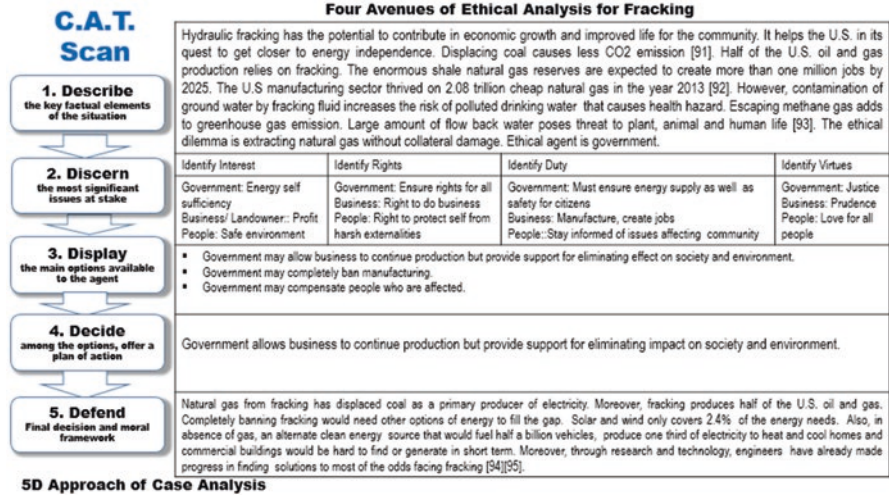 Four Avenues of Ethical Analysis for Fracking
C.A.T.
Scan
Hydraulic fracking has the potential to contribute in economic growth and improved life for the community. It helps the U.S. in its
quest to get closer to energy independence. Displacing coal causes less CO2 emission [91]. Half of the U.S. oil and gas
production relies on fracking. The enormous shale natural gas reserves are expected to create more than one million jobs by
2025. The U.S manufacturing sector thrived on 2.08 trillion cheap natural gas in the year 2013 [92]. However, contamination of
ground water by fracking fluid increases the risk of polluted drinking water that causes health hazard. Escaping methane gas adds
to greenhouse gas emission. Large amount of flow back water poses threat to plant, animal and human life [93]. The ethical
dilemma is extracting natural gas without collateral damage. Ethical agent is government.
1. Describe
the key factual elements
of the situation
2. Discern
the most significant
issues at stake
Identify Interest
Government: Energy self
sufficiency
Business/ Landowner:: Profit
People: Safe environment
Identify Rights
Government: Ensure rights for all
Business: Right to do business
People: Right to protect self from
harsh externalities
Identify Duty
Government: Must ensure energy supply as well as
safety for citizens
Business: Manufacture, create jobs
People::Stay informed of issues affecting community
Identify Virtues
Government: Justice
Business: Prudence
People: Love for all
people
3. Display
the main options available
to the agent
▪ Government may allow business to continue production but provide support for eliminating effect on society and environment.
▪ Government may completely ban manufacturing.
▪ Government may compensate people who are affected.
4. Decide
among the options, offer a
plan of action
Government allows business to continue production but provide support for eliminating impact on society and environment.
5. Defend
Final decision and moral
framework
Natural gas from fracking has displaced coal as a primary producer of electricity. Moreover, fracking produces half of the U.S. oil and gas.
Completely banning fracking would need other options of energy to fill the gap. Solar and wind only covers 2.4% of the energy needs. Also, in
absence of gas, an alternate clean energy source that would fuel half a billion vehicles, produce one third of electricity to heat and cool homes and
commercial buildings would be hard to find or generate in short term. Moreover, through research and technology, engineers have already made
progress in finding solutions to most of the odds facing fracking [94][95].
5D Approach of Case Analysis